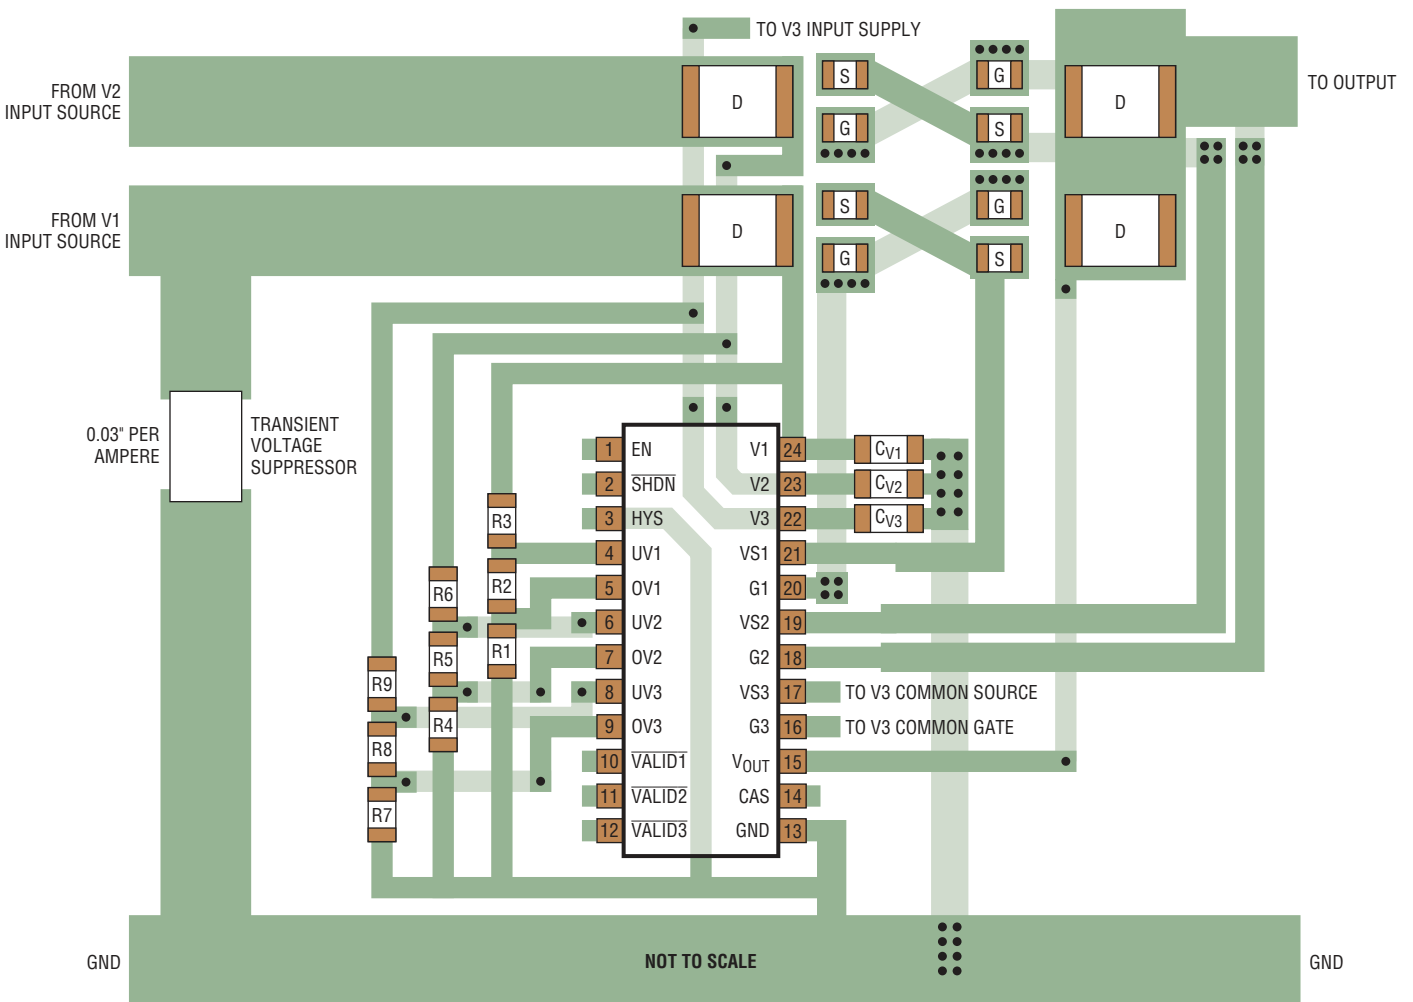 TO V3 INPUT SUPPLY
FROM V2
INPUT SOURCE
D
S
G
G
S
D
TO OUTPUT
FROM V1
INPUT SOURCE
D
S
G
G
S
D
0.03" PER
AMPERE
TRANSIENT
VOLTAGE
SUPPRESSOR
R3
R2
R1
R6
R5
R4
R9
R8
R7
1 EN
2 SHDN
3 HYS
4 UV1
5 OV1
6 UV2
7 OV2
8 UV3
9 OV3
10 VALID1
11 VALID2
12 VALID3
V1 24
V2 23
V3 22
VS1 21
G1 20
VS2 19
G2 18
VS3 17
G3 16
VOUT 15
CAS 14
GND 13
CV1
CV2
CV3
TO V3 COMMON SOURCE
TO V3 COMMON GATE
GND
NOT TO SCALE
GND